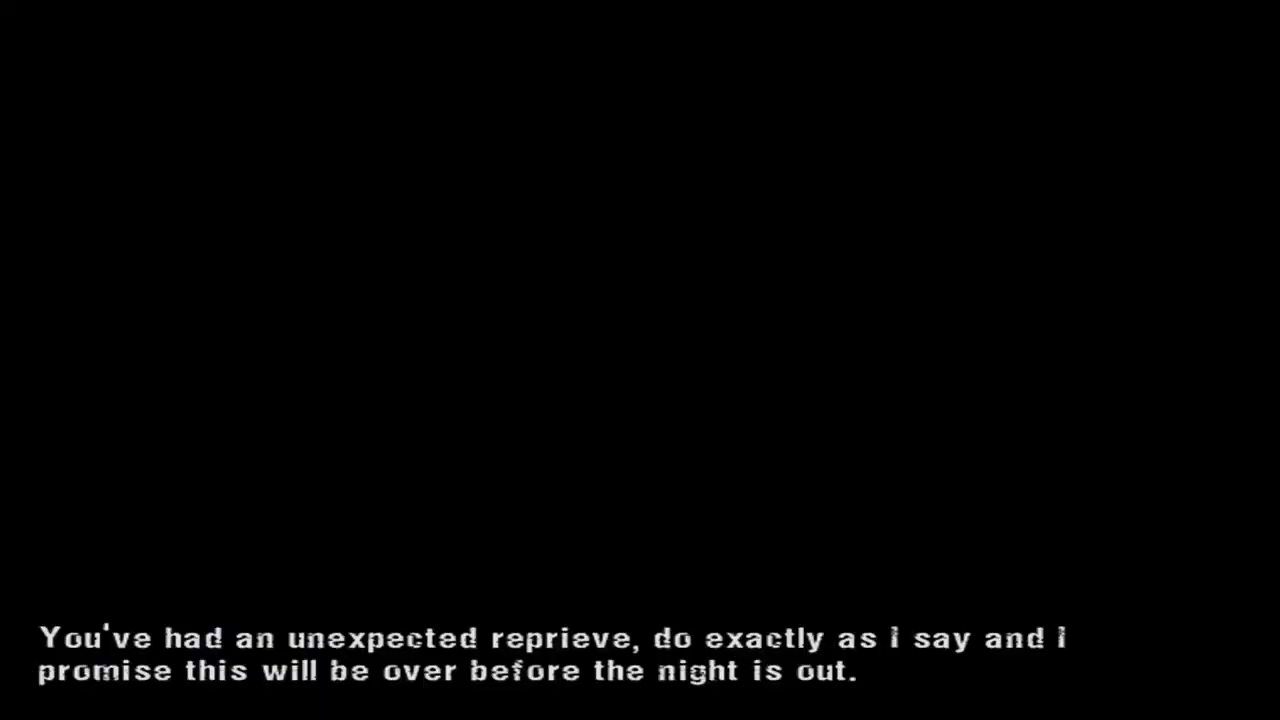 You've had an unexpected reprieve, do exactly as I say and I
promise this will be over before the night is out.